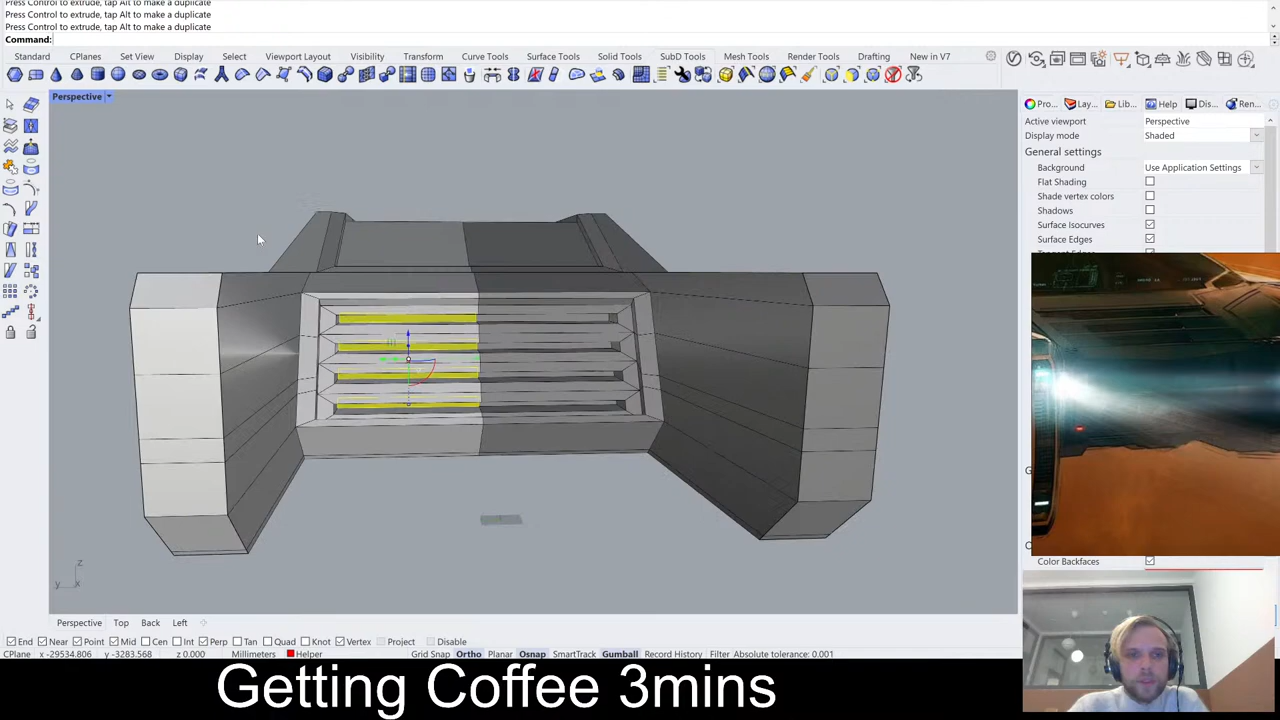 Press Control to extrude, tap Alt to make a duplicate
Press Control to extrude, tap Alt to make a duplicate
Press Control to extrude, tap Alt to make a duplicate
Command:
Standard CPlanes Set View Display Select Viewport Layout Visibility Transform Curve Tools Surface Tools Solid Tools SubD Tools Mesh Tools Render Tools Drafting New in V7
Perspective
Pro... Lay... Lib... Help Dis... Ren...
Active viewport Perspective
Display mode Shaded
General settings
Background Use Application Settings
Flat Shading
Shade vertex colors
Shadows
Surface Isocurves
Surface Edges
Color Backfaces
z
y x
Perspective Top Back Left
End Near Point Mid Cen Int Perp Tan Quad Knot Vertex Project Disable
CPlane x -29534.806 y -3283.568 z 0.000 Millimeters Helper Grid Snap Ortho Planar Osnap SmartTrack Gumball Record History Filter Absolute tolerance: 0.001
Getting Coffee 3mins